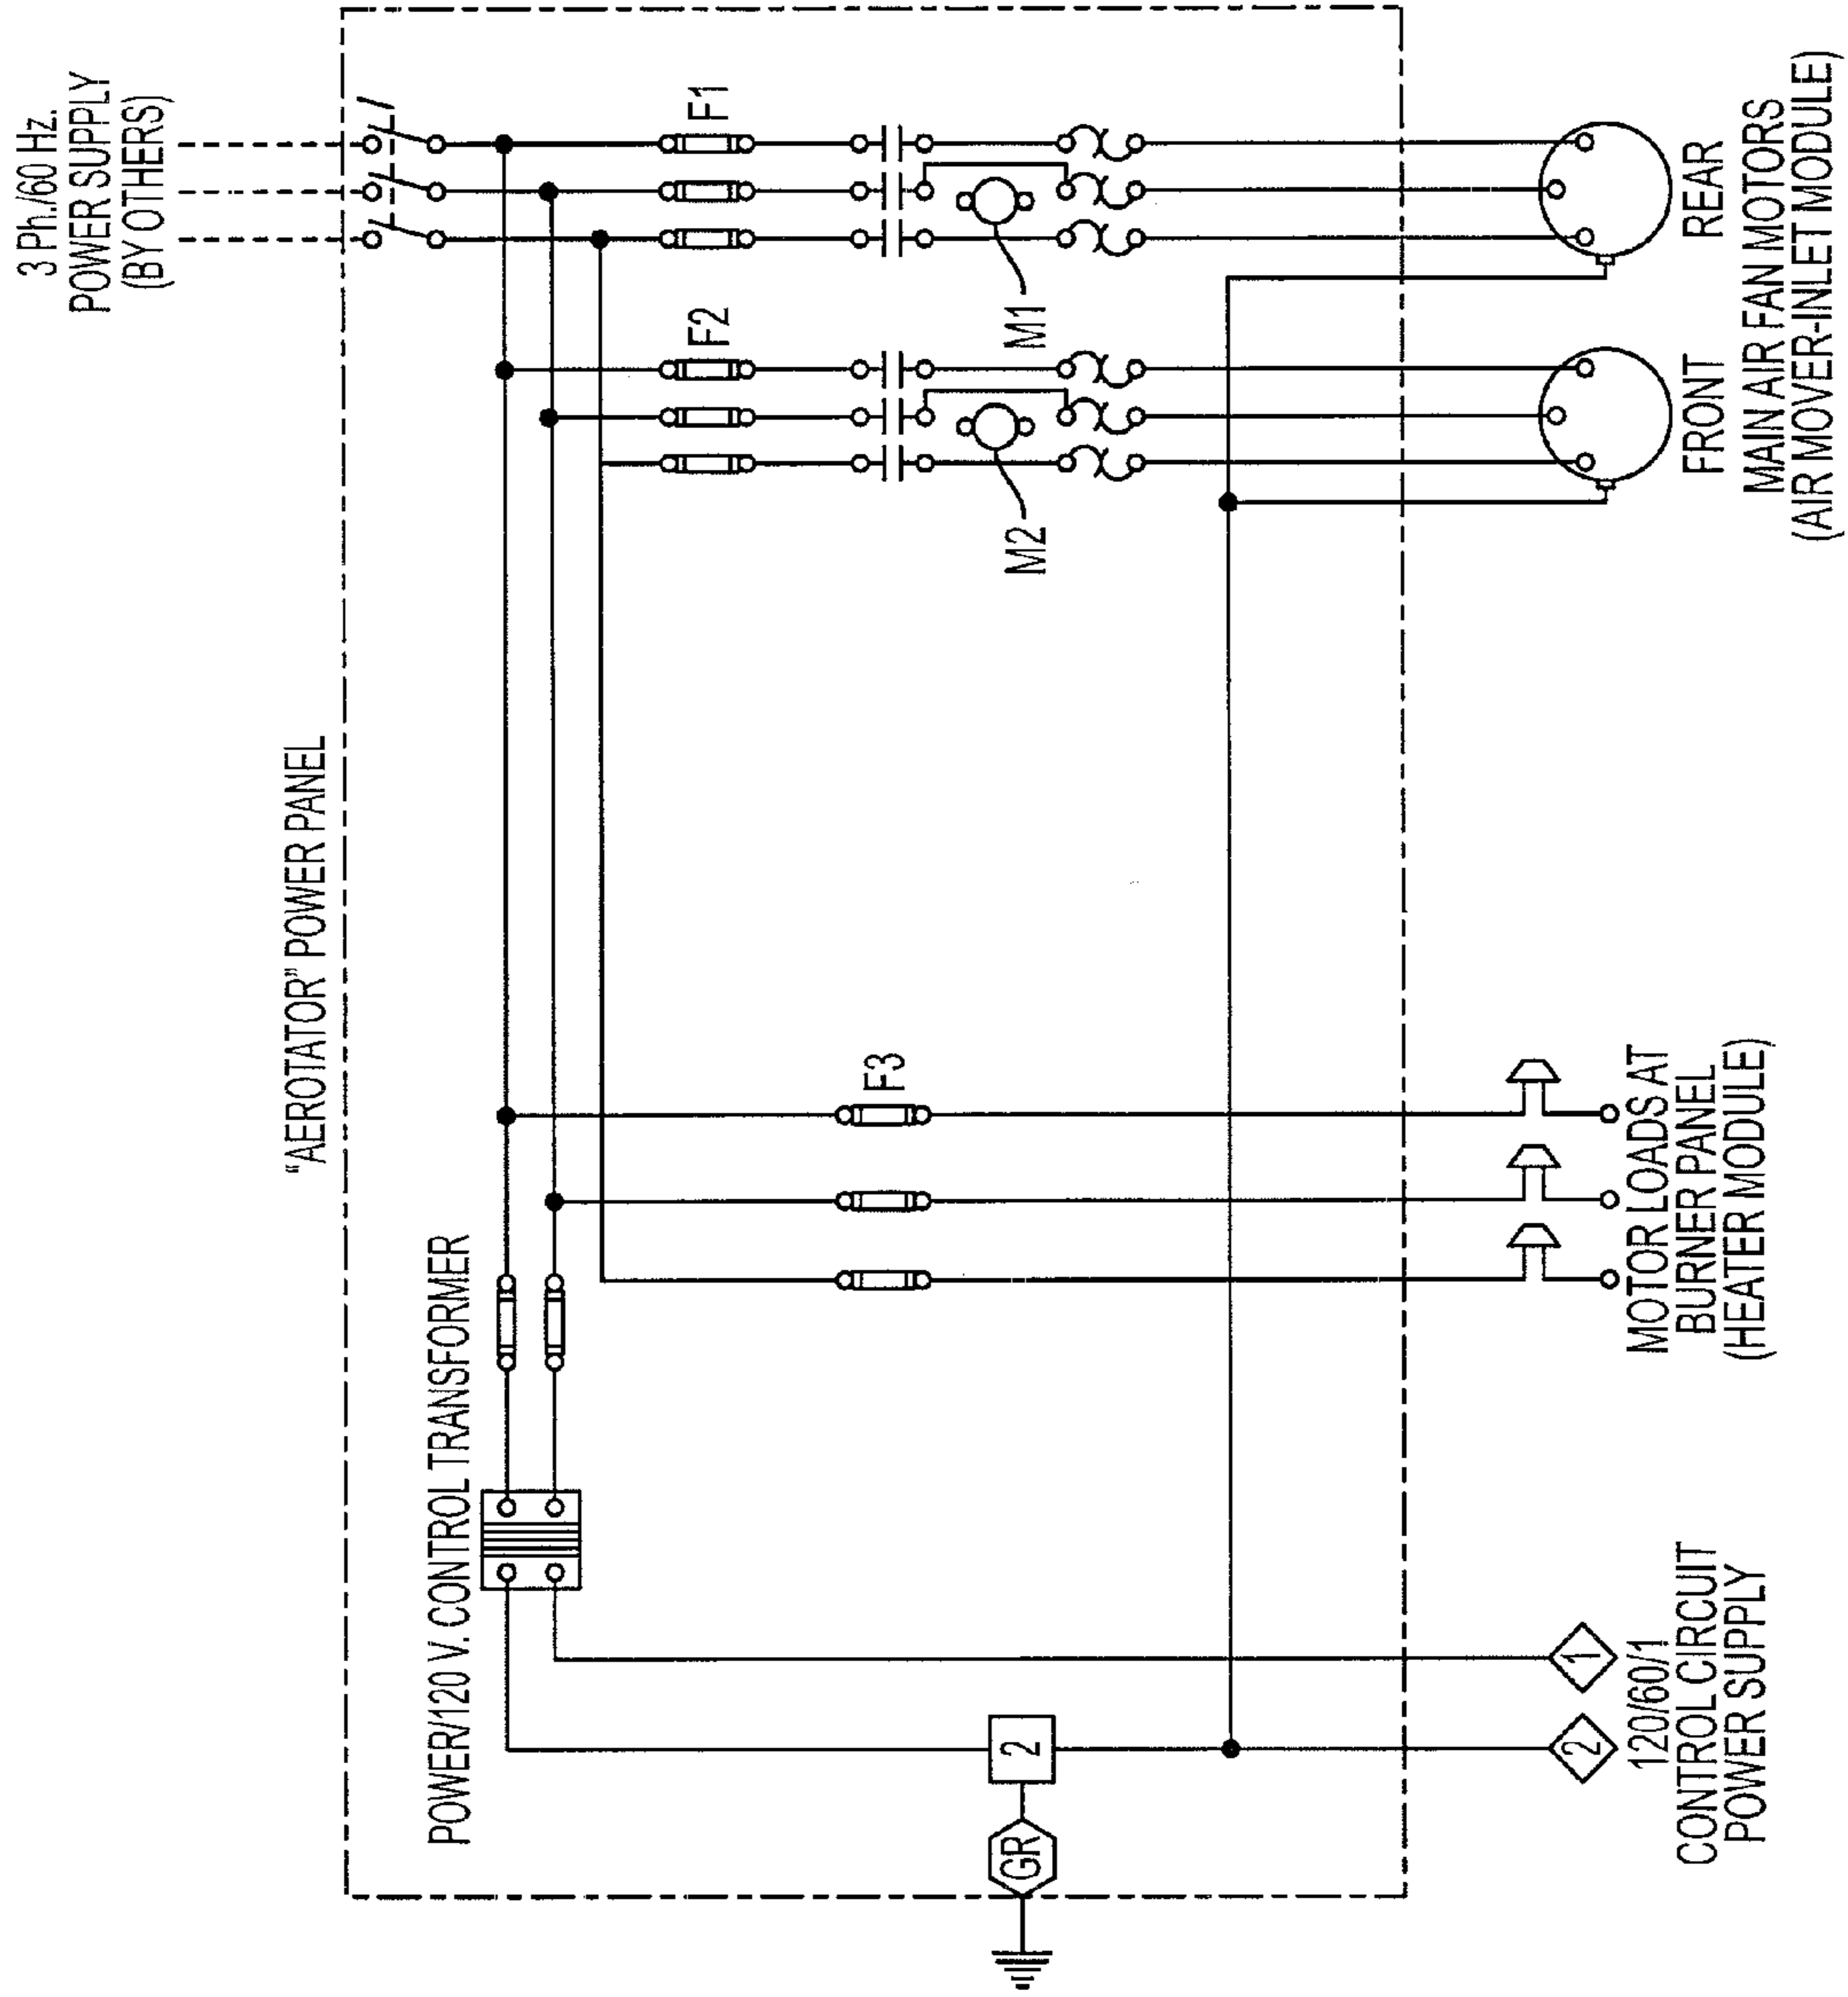 3 Ph./60 Hz.
POWER SUPPLY
(BY OTHERS)
"AEROTATOR" POWER PANEL
F1
F2
M1
M2
F3
POWER/120 V. CONTROL TRANSFORMER
2
GR
REAR
FRONT
MAIN AIR FAN MOTORS
(AIR MOVER-INLET MODULE)
MOTOR LOADS AT
BURNER PANEL
(HEATER MODULE)
1
2
120/60/1
CONTROL CIRCUIT
POWER SUPPLY